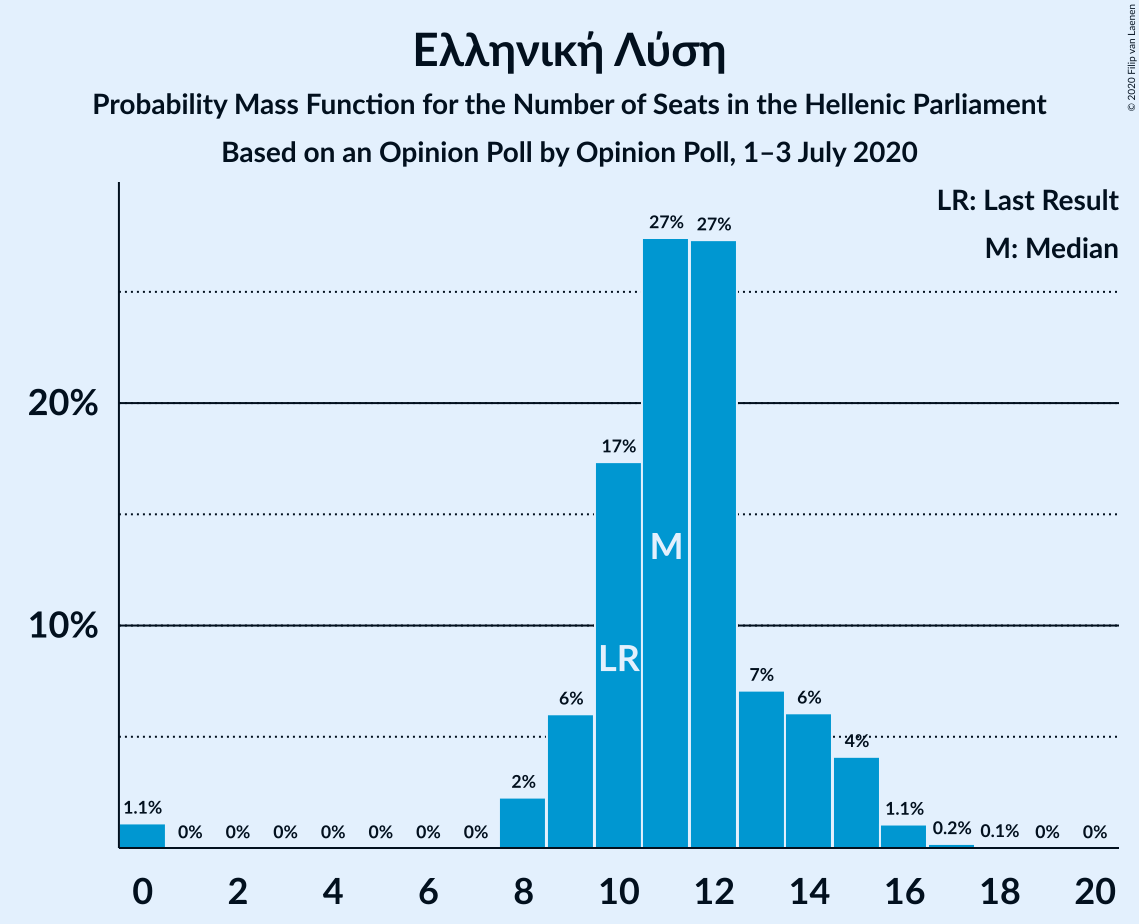 Ελληνική Λύση
Probability Mass Function for the Number of Seats in the Hellenic Parliament
Based on an Opinion Poll by Opinion Poll, 1–3 July 2020
© 2020 Filip van Laenen
LR: Last Result
M: Median
27% 27%
20%
17%
M
10%
LR
7%
6% 6%
4%
2%
1.1% 0% 0% 0% 0% 0% 0% 0% 1.1% 0.2% 0.1% 0% 0%
0 2 4 6 8 10 12 14 16 18 20